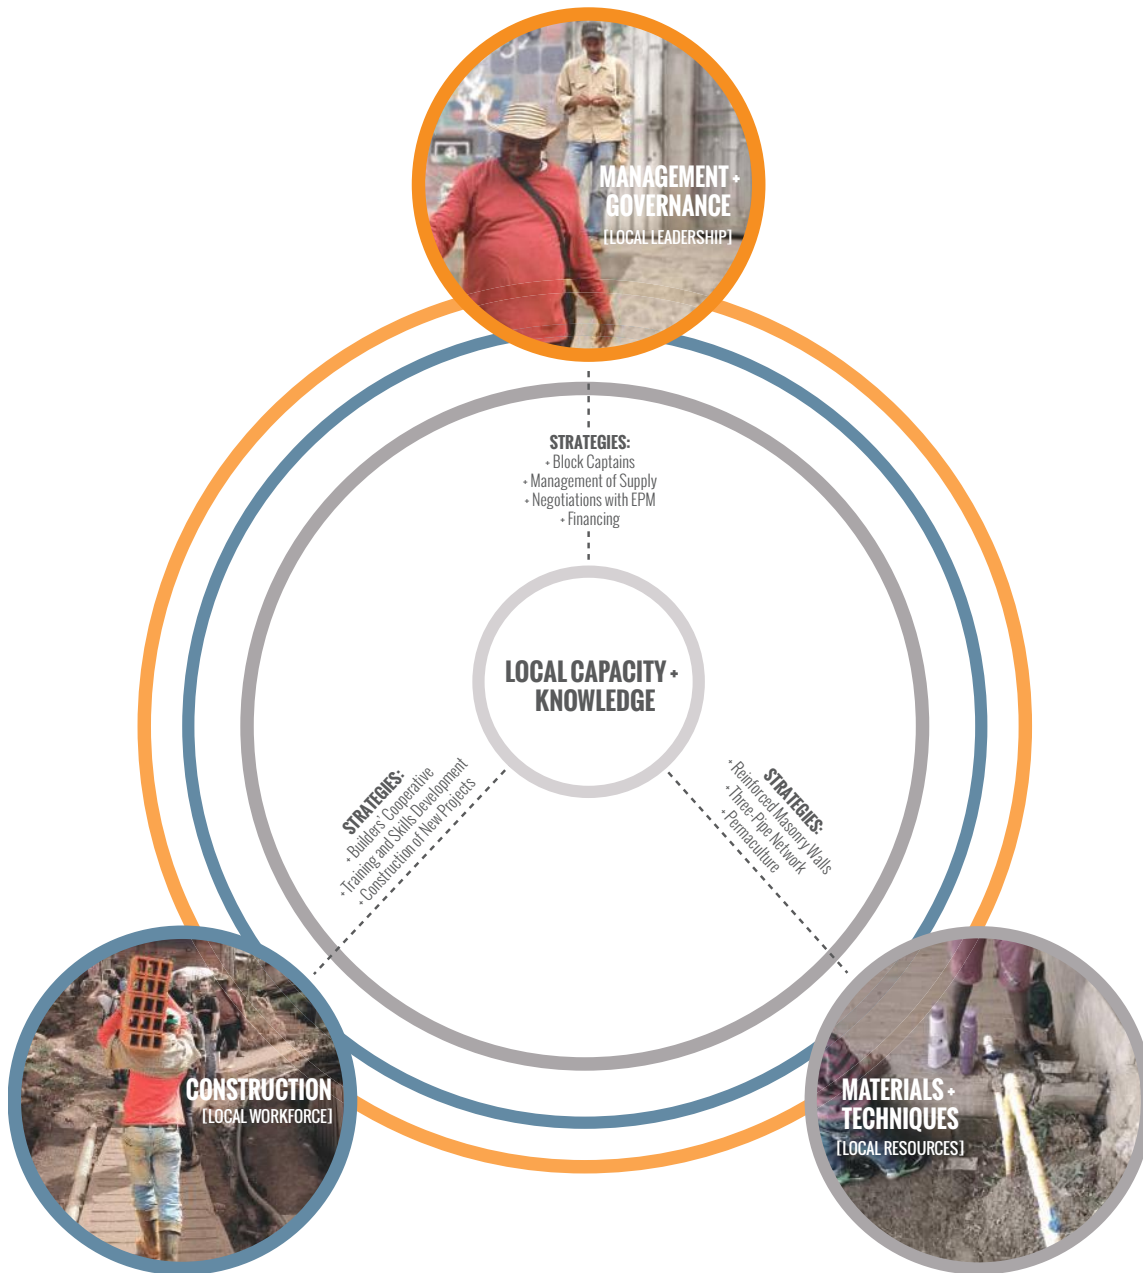 MANAGEMENT +
GOVERNANCE
[LOCAL LEADERSHIP]
STRATEGIES:
+ Block Captains
+ Management of Supply
+ Negotiations with EPM
+ Financing
LOCAL CAPACITY +
KNOWLEDGE
STRATEGIES:
+ Builders' Cooperative
+ Training and Skills Development
+ Construction of New Projects
STRATEGIES:
+ Reinforced Masonry Walls
+ Three-Pipe Network
+ Permaculture
CONSTRUCTION
[LOCAL WORKFORCE]
MATERIALS +
TECHNIQUES
[LOCAL RESOURCES]